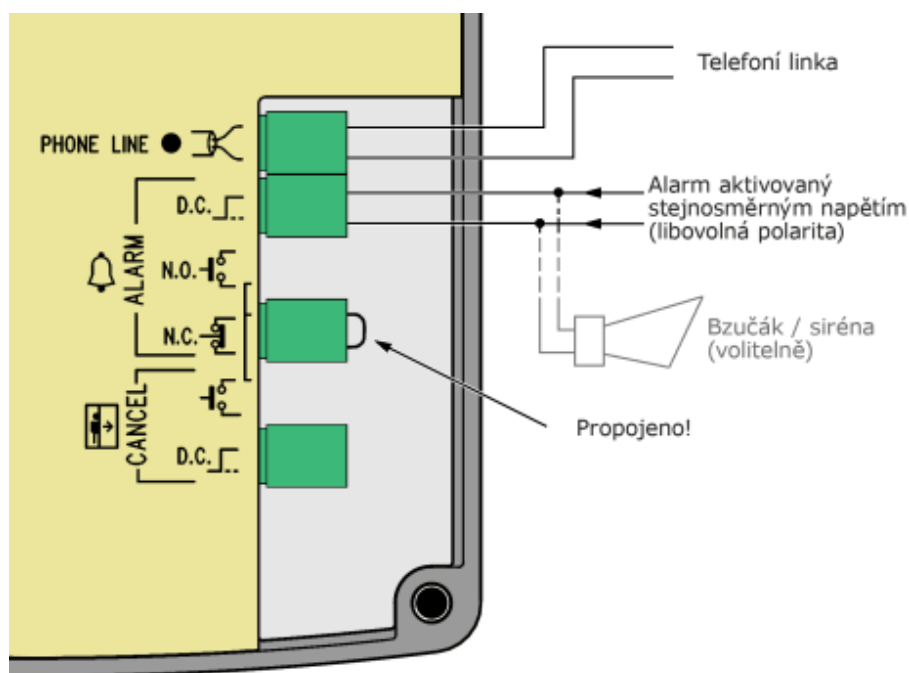 Telefoní linka
PHONE LINE
Alarm aktivovaný
stejnosměrným napětím
(libovolná polarita)
D.C.
ALARM
N.O.
N.C.
Bzučák / siréna
(volitelně)
CANCEL
Propojeno!
D.C.